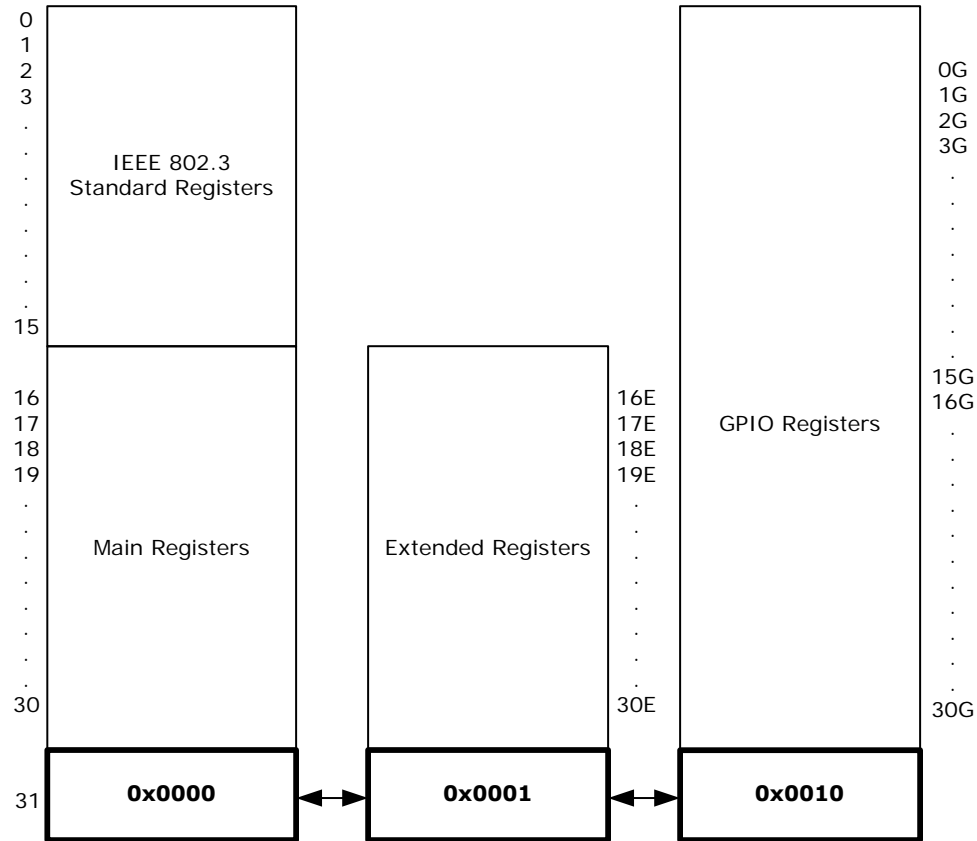 0
1
2
3
.
.
.
.
.
.
.
.
15
16
17
18
19
.
.
.
.
.
.
.
.
30
31
IEEE 802.3
Standard Registers
Main Registers
0x0000
Extended Registers
0x0001
16E
17E
18E
19E
.
.
.
.
.
.
.
.
30E
GPIO Registers
0x0010
0G
1G
2G
3G
.
.
.
.
.
.
.
.
15G
16G
.
.
.
.
.
.
.
.
.
.
.
30G